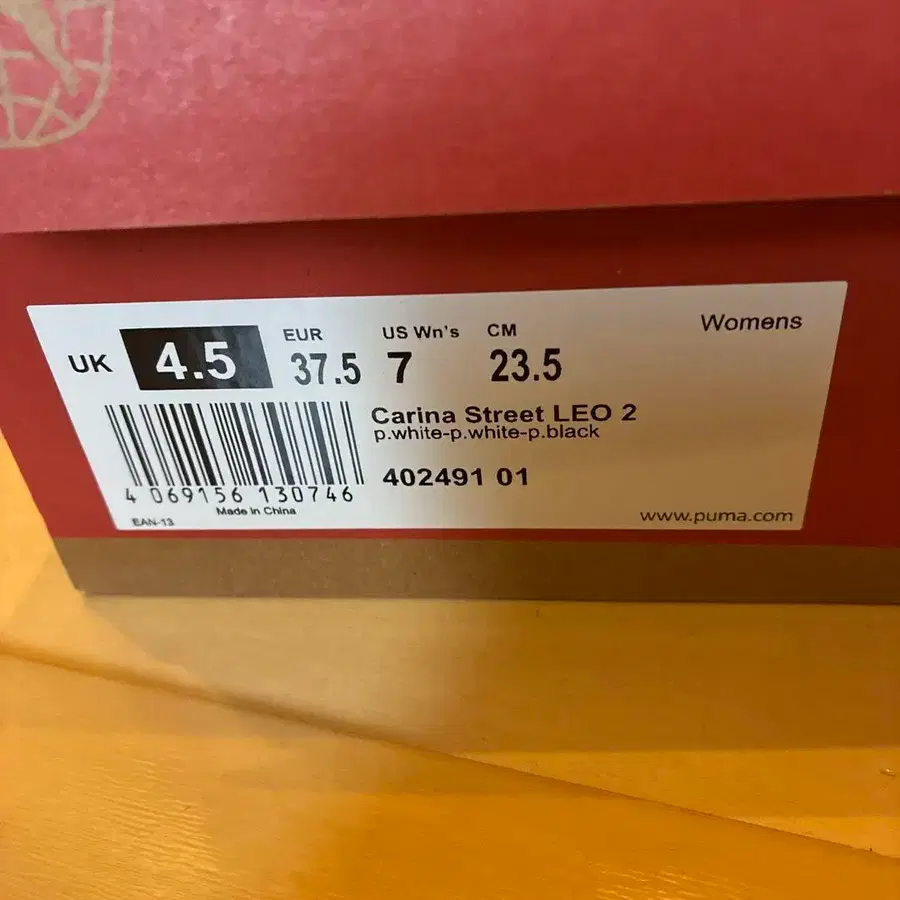 Womens
UK 4.5 EUR 37.5 US Wn's 7 CM 23.5
Carina Street LEO 2
p.white-p.white-p.black
402491 01
4 069156 130746
Made in China
EAN-13
www.puma.com